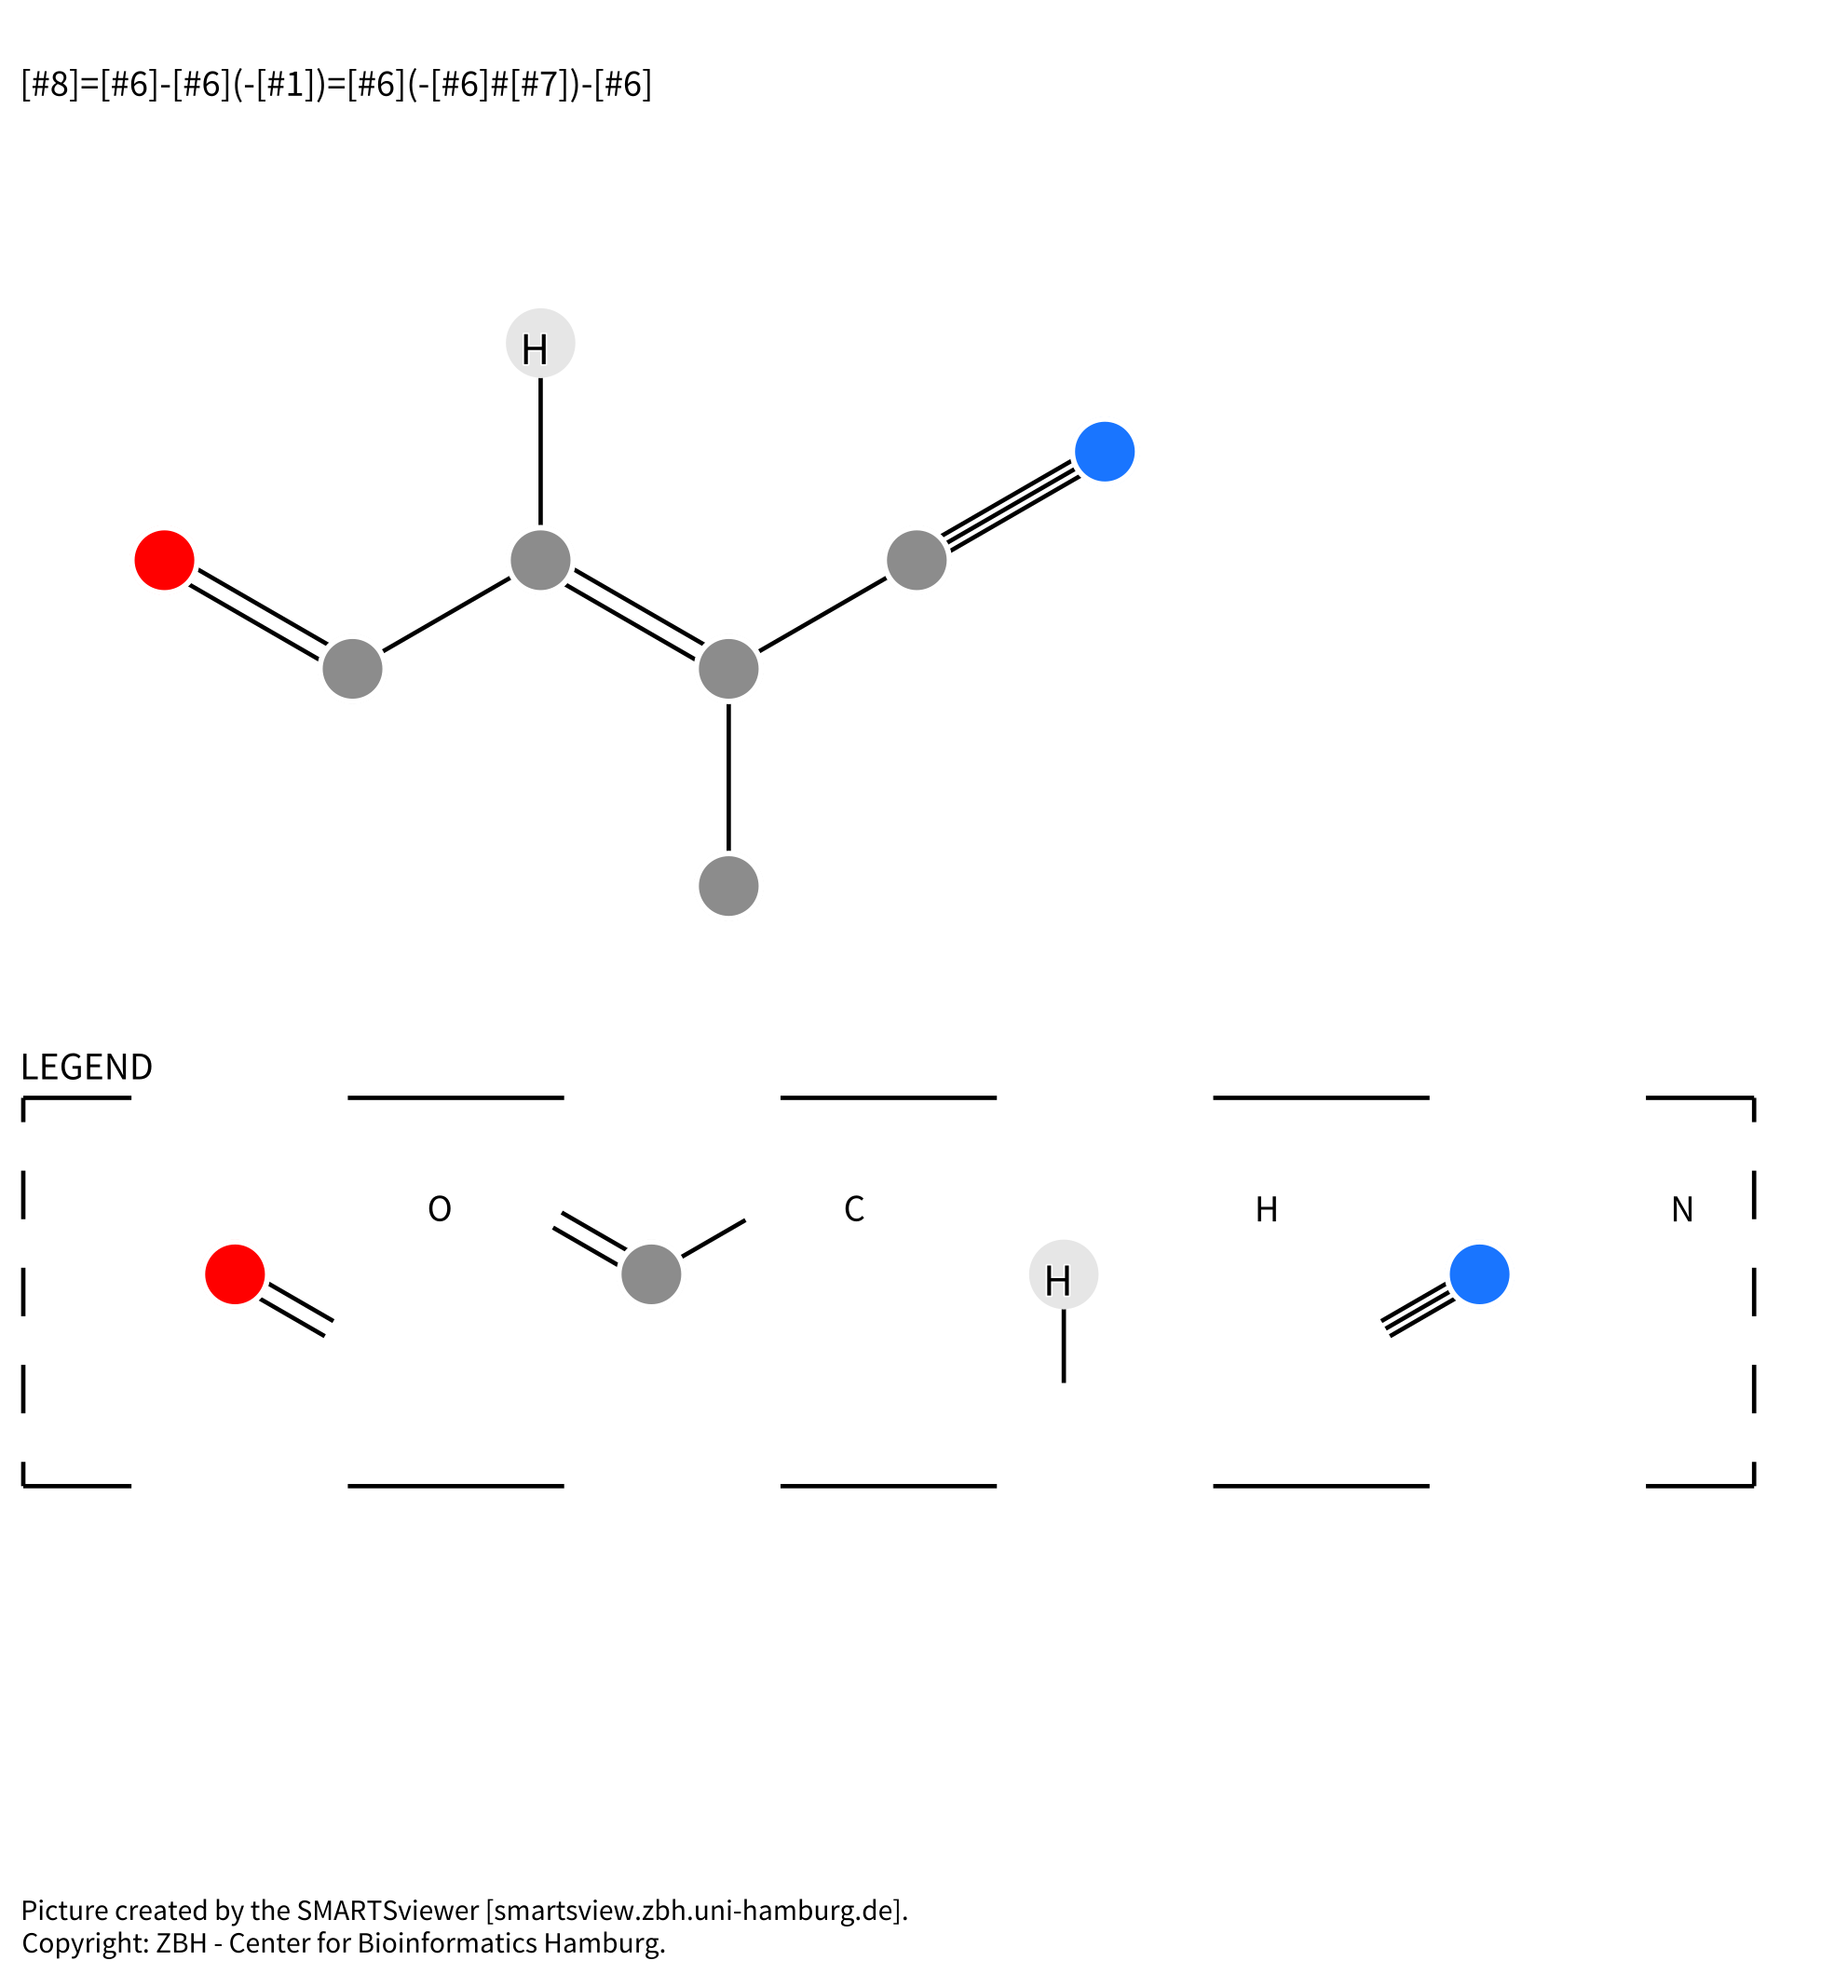 [#8]=[#6]-[#6](-[#1])=[#6](-[#6]#[#7])-[#6]
H
LEGEND
O C H N
H
Picture created by the SMARTSviewer [smartsview.zbh.uni-hamburg.de].
Copyright: ZBH - Center for Bioinformatics Hamburg.